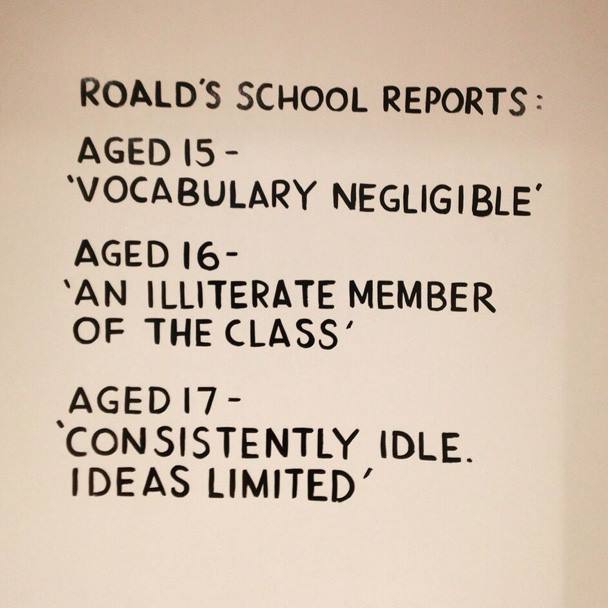 ROALD'S SCHOOL REPORTS:
AGED 15-
'VOCABULARY NEGLIGIBLE'
AGED 16-
'AN ILLITERATE MEMBER
OF THE CLASS'
AGED 17-
'CONSISTENTLY IDLE.
IDEAS LIMITED'